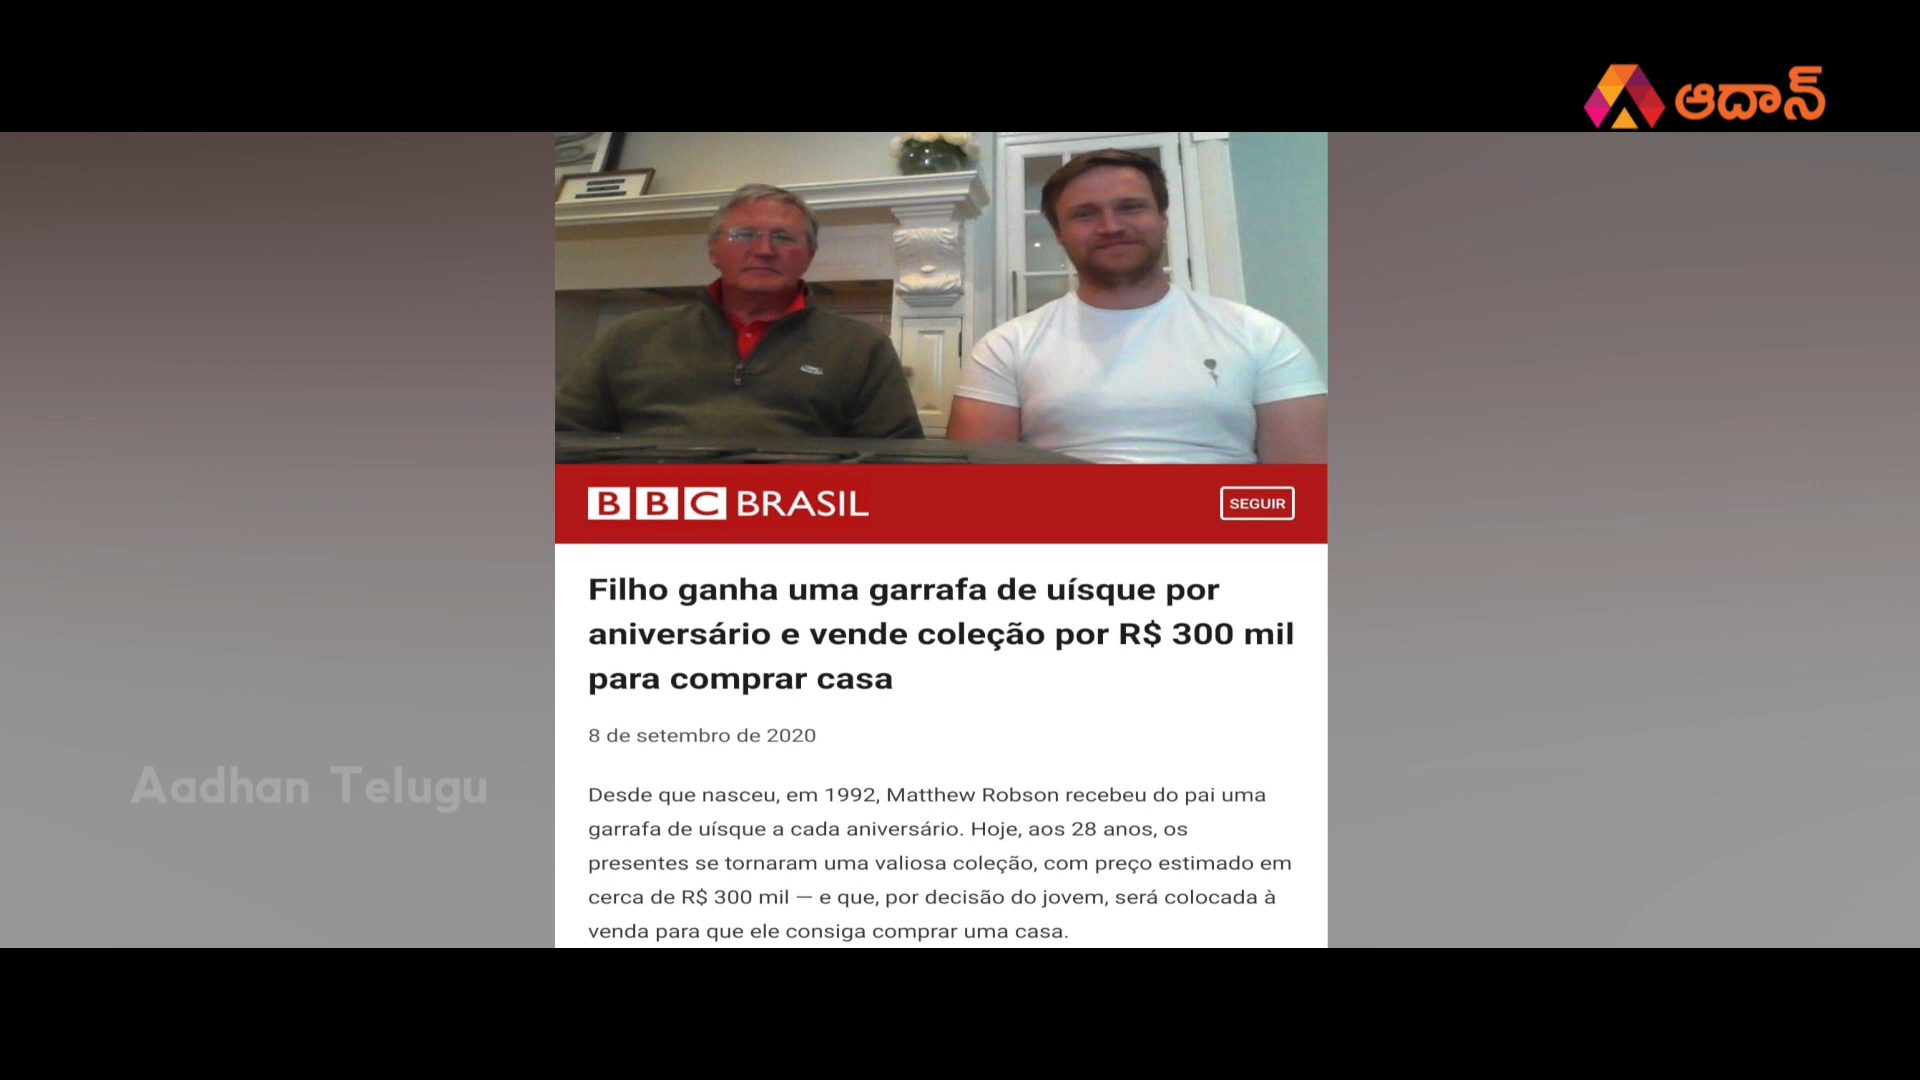 ఆదాన్
BBC BRASIL
SEGUIR
Filho ganha uma garrafa de uísque por
aniversário e vende coleção por R$ 300 mil
para comprar casa
8 de setembro de 2020
Aadhan Telugu
Desde que nasceu, em 1992, Matthew Robson recebeu do pai uma
garrafa de uísque a cada aniversário. Hoje, aos 28 anos, os
presentes se tornaram uma valiosa coleção, com preço estimado em
cerca de R$ 300 mil — e que, por decisão do jovem, será colocada à
venda para que ele consiga comprar uma casa.